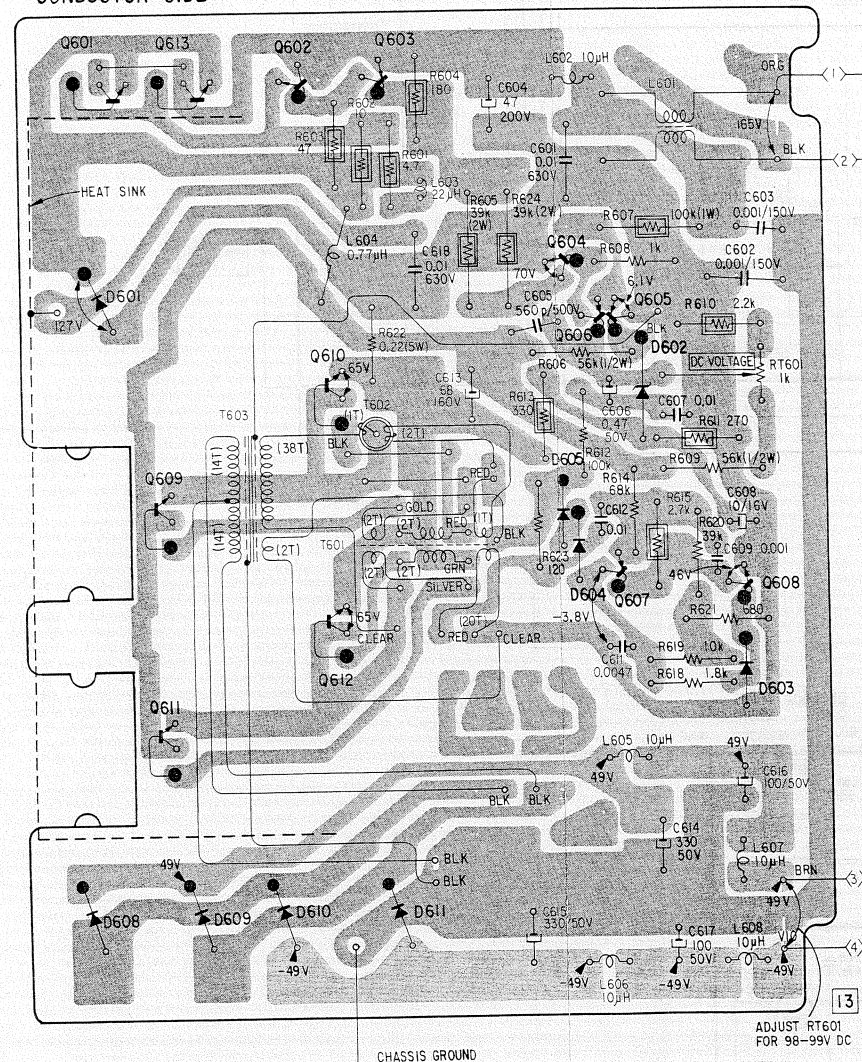 CONDUCTOR SIDE
Q601
Q613
Q602
Q603
L602 10μH
ORG
1
R604
180
C604
47
200V
L601
165V
R602
10
R603
47
R601
4.7
C601
0.01
630V
BLK
2
HEAT SINK
L603
22μH
R605
39k
(2W)
R624
39k(2W)
R607
100k(1W)
C603
0.001/150V
L604
0.77μH
C618
0.01
630V
70V
Q604
R608
1k
C602
0.001/150V
6.1V
D601
127V
C605
560p/500V
Q605
Q606
BLK
R610
2.2k
R622
0.22(5W)
R606
56k(1/2W)
D602
DC VOLTAGE
RT601
1k
Q610
65V
C613
68
160V
R613
330
C606
0.47
50V
C607 0.01
T603
(1T)
T602
(2T)
BLK
R611 270
(14T)
(38T)
R612
100k
R609
56k(1/2W)
D605
RED
R614
68k
Q609
GOLD
R615
2.7k
C608
10/16V
(14T)
(2T)
(2T)
RED
(1T)
BLK
C612
0.01
R620
39k
(2T)
T601
R623
120
C609 0.001
(2T)
(2T)
GRN
46V
SILVER
D604
Q607
Q608
65V
CLEAR
(20T)
RED
CLEAR
-3.8V
R621
680
Q612
C611
0.0047
R619
10k
R618
1.8k
D603
Q611
L605
10μH
49V
49V
C616
100/50V
BLK
BLK
C614
330
50V
L607
10μH
BLK
BLK
BRN
3
49V
49V
D608
D609
D610
D611
C615
330/50V
C617
100
50V
L608
10μH
VIO
4
-49V
-49V
L606
10μH
-49V
-49V
13
ADJUST RT601
FOR 98-99V DC
CHASSIS GROUND